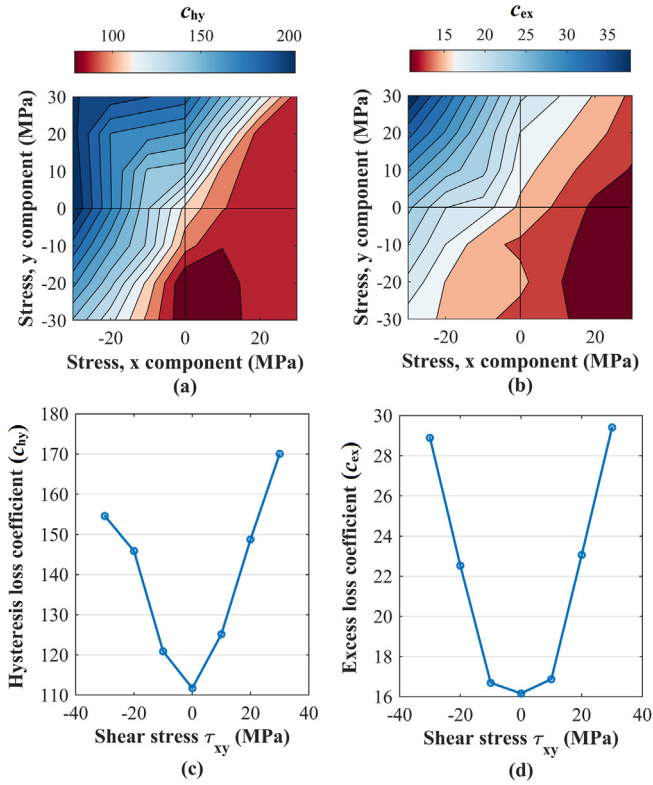 c_hy
100 150 200
30
20
10
0
-10
-20
-30
Stress, y component (MPa)
-20 0 20
Stress, x component (MPa)
(a)
c_ex
15 20 25 30 35
30
20
10
0
-10
-20
-30
Stress, y component (MPa)
-20 0 20
Stress, x component (MPa)
(b)
180
170
160
150
140
130
120
110
Hysteresis loss coefficient (c_hy)
-40 -20 0 20 40
Shear stress τ_xy (MPa)
(c)
30
28
26
24
22
20
18
16
Excess loss coefficient (c_ex)
-40 -20 0 20 40
Shear stress τ_xy (MPa)
(d)